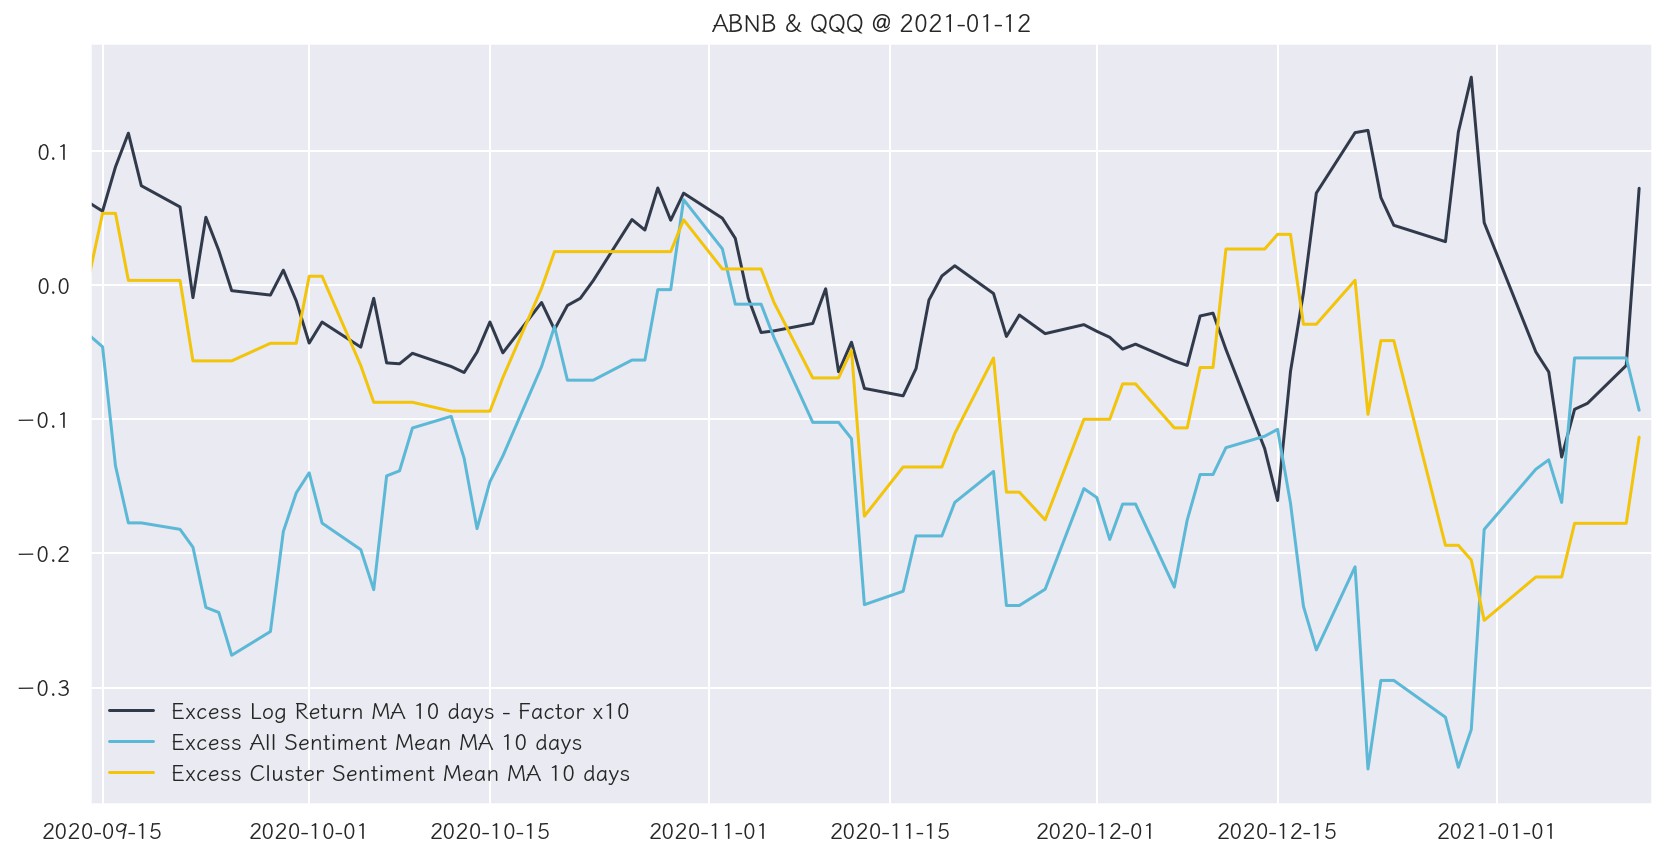 ABNB & QQQ @ 2021-01-12
0.1
0.0
−0.1
−0.2
−0.3
Excess Log Return MA 10 days - Factor x10
Excess All Sentiment Mean MA 10 days
Excess Cluster Sentiment Mean MA 10 days
2020-09-15 2020-10-01 2020-10-15 2020-11-01 2020-11-15 2020-12-01 2020-12-15 2021-01-01